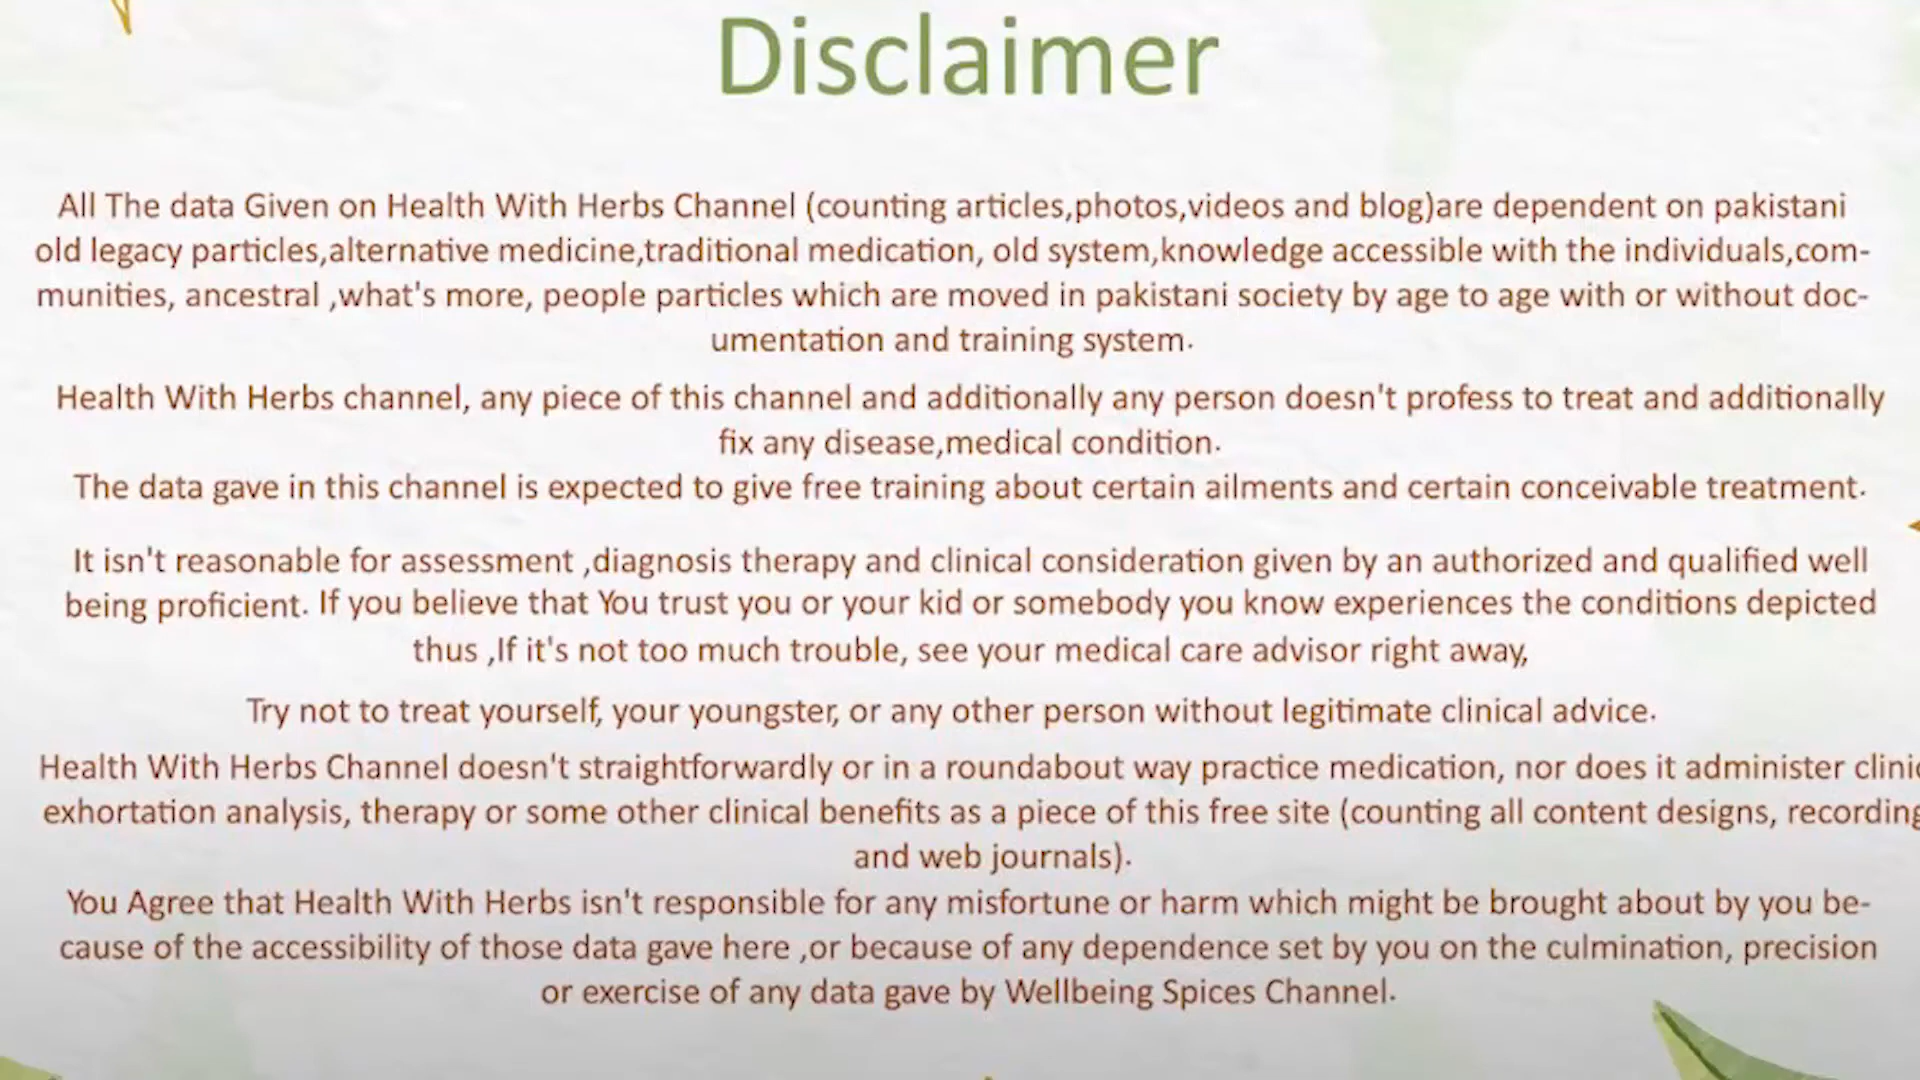 Disclaimer
All The data Given on Health With Herbs Channel (counting articles,photos,videos and blog)are dependent on pakistani
old legacy particles,alternative medicine,traditional medication, old system,knowledge accessible with the individuals,com-
munities, ancestral ,what's more, people particles which are moved in pakistani society by age to age with or without doc-
umentation and training system.
Health With Herbs channel, any piece of this channel and additionally any person doesn't profess to treat and additionally
fix any disease,medical condition.
The data gave in this channel is expected to give free training about certain ailments and certain conceivable treatment.
It isn't reasonable for assessment ,diagnosis therapy and clinical consideration given by an authorized and qualified well
being proficient. If you believe that You trust you or your kid or somebody you know experiences the conditions depicted
thus ,If it's not too much trouble, see your medical care advisor right away,
Try not to treat yourself, your youngster, or any other person without legitimate clinical advice.
Health With Herbs Channel doesn't straightforwardly or in a roundabout way practice medication, nor does it administer clinic
exhortation analysis, therapy or some other clinical benefits as a piece of this free site (counting all content designs, recording
and web journals).
You Agree that Health With Herbs isn't responsible for any misfortune or harm which might be brought about by you be-
cause of the accessibility of those data gave here ,or because of any dependence set by you on the culmination, precision
or exercise of any data gave by Wellbeing Spices Channel.